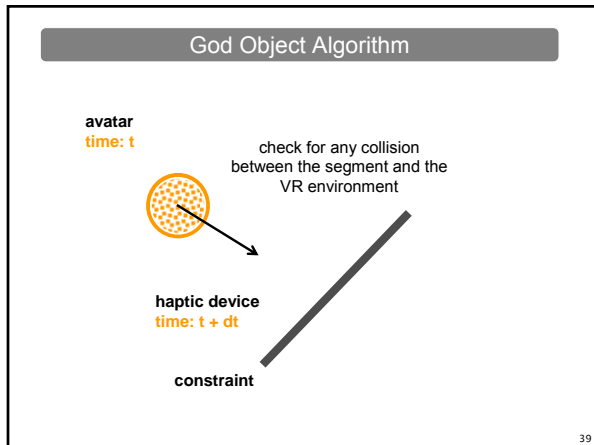 God Object Algorithm
avatar
time: t
check for any collision
between the segment and the
VR environment
haptic device
time: t + dt
constraint
39